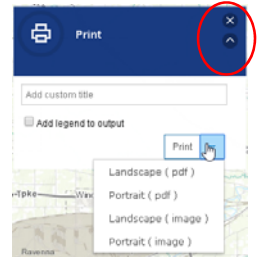 Print
Add custom title
Add legend to output
Print
Landscape ( pdf )
Portrait ( pdf )
Landscape ( image )
Portrait ( image )
Tpke
Ravenna